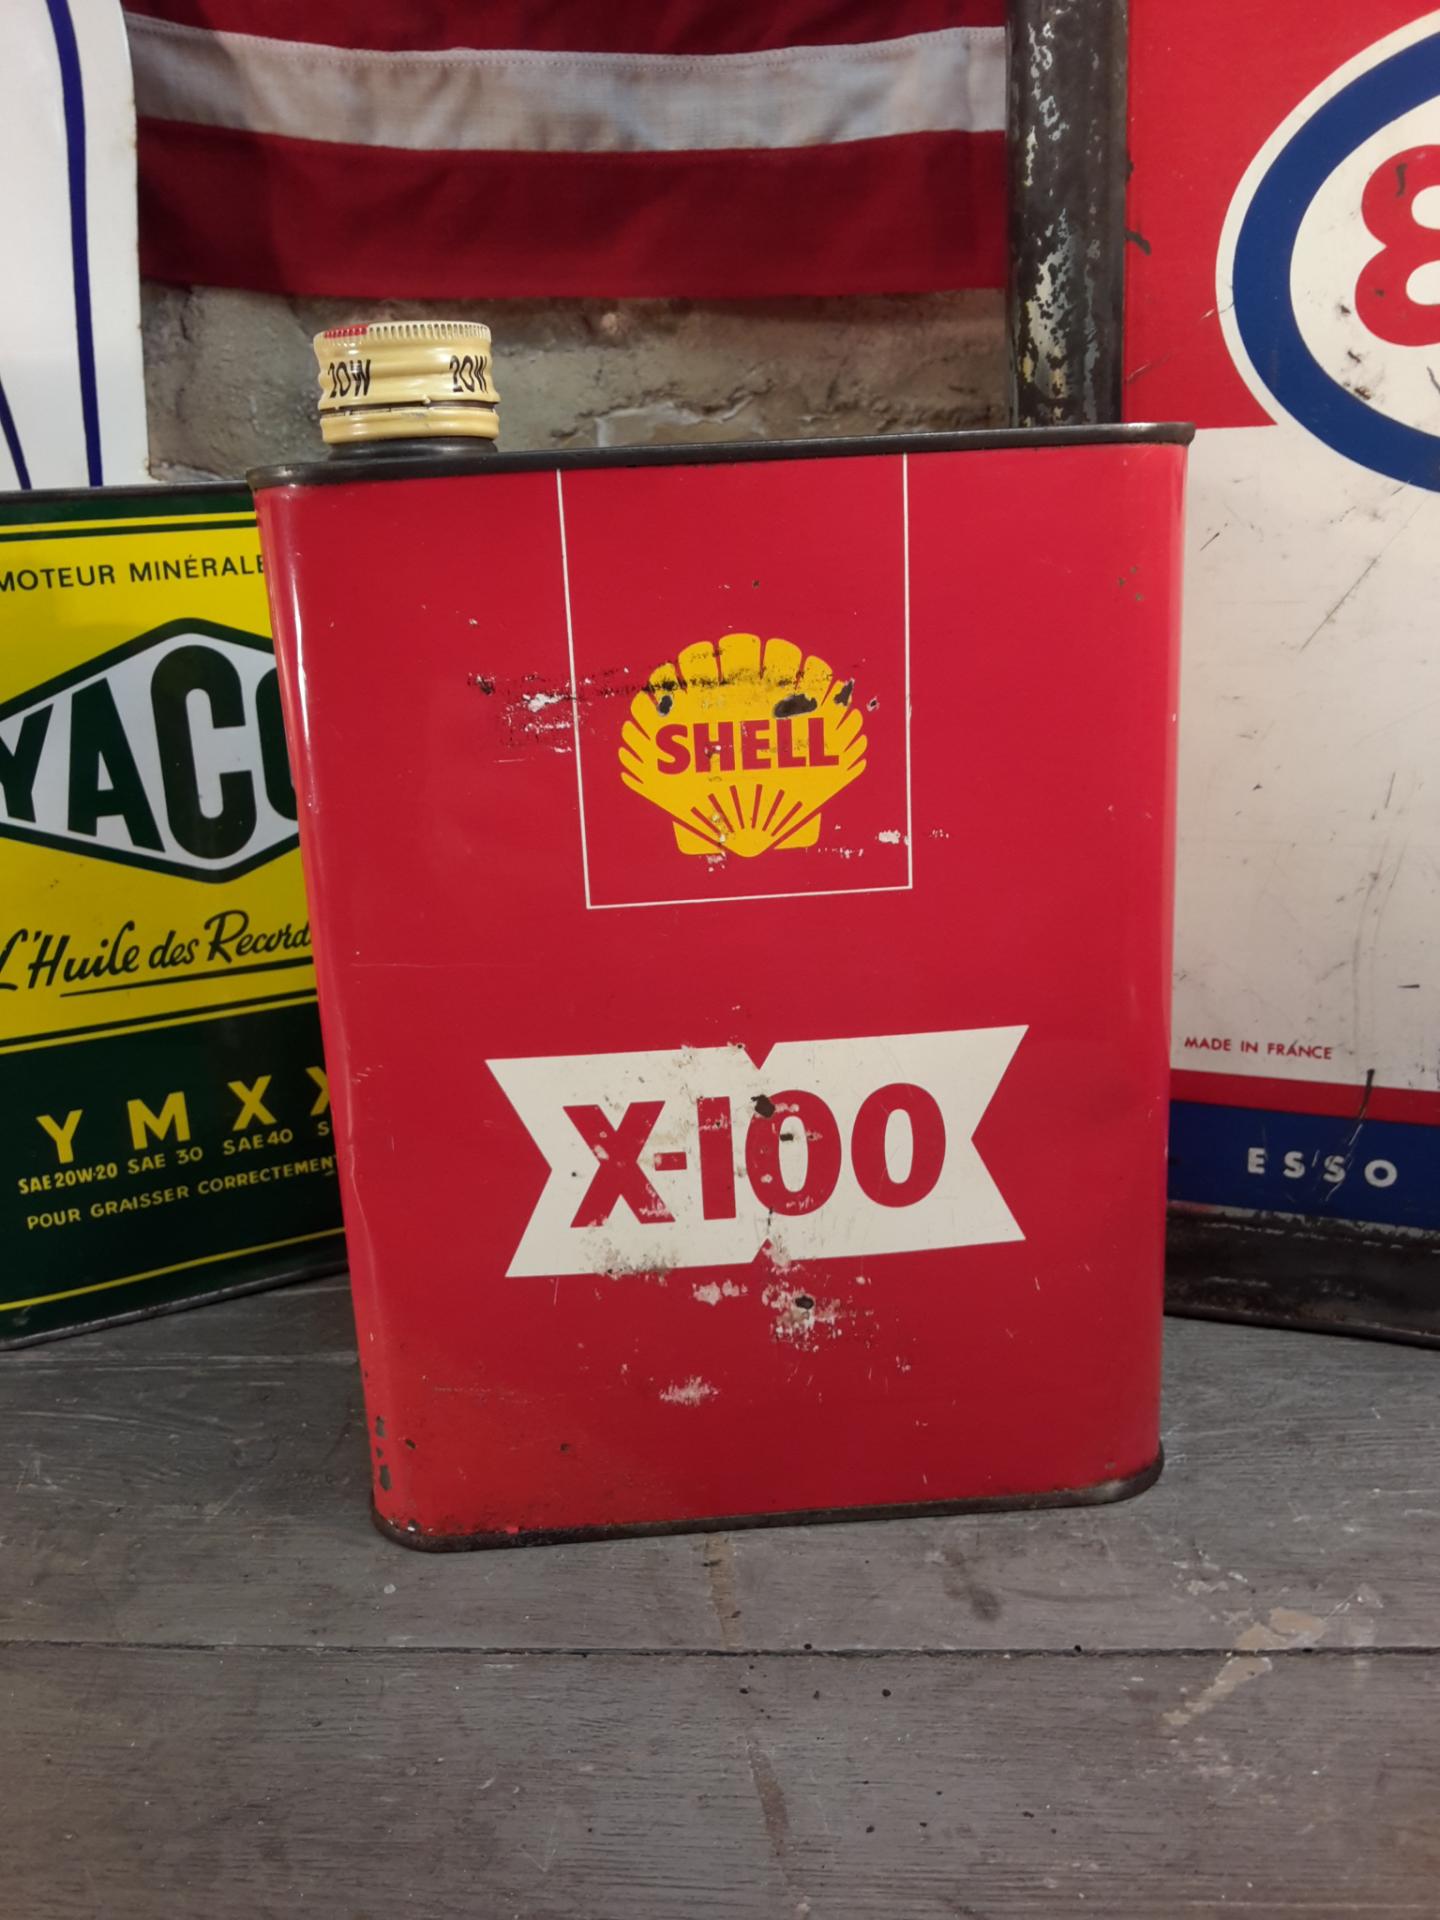 20W 20W
SHELL
X-100
MOTEUR MINÉRALE
YACO
L'Huile des Records
Y M X X
SAE 20W-20 SAE 30 SAE 40
POUR GRAISSER CORRECTEMENT
MADE IN FRANCE
ESSO